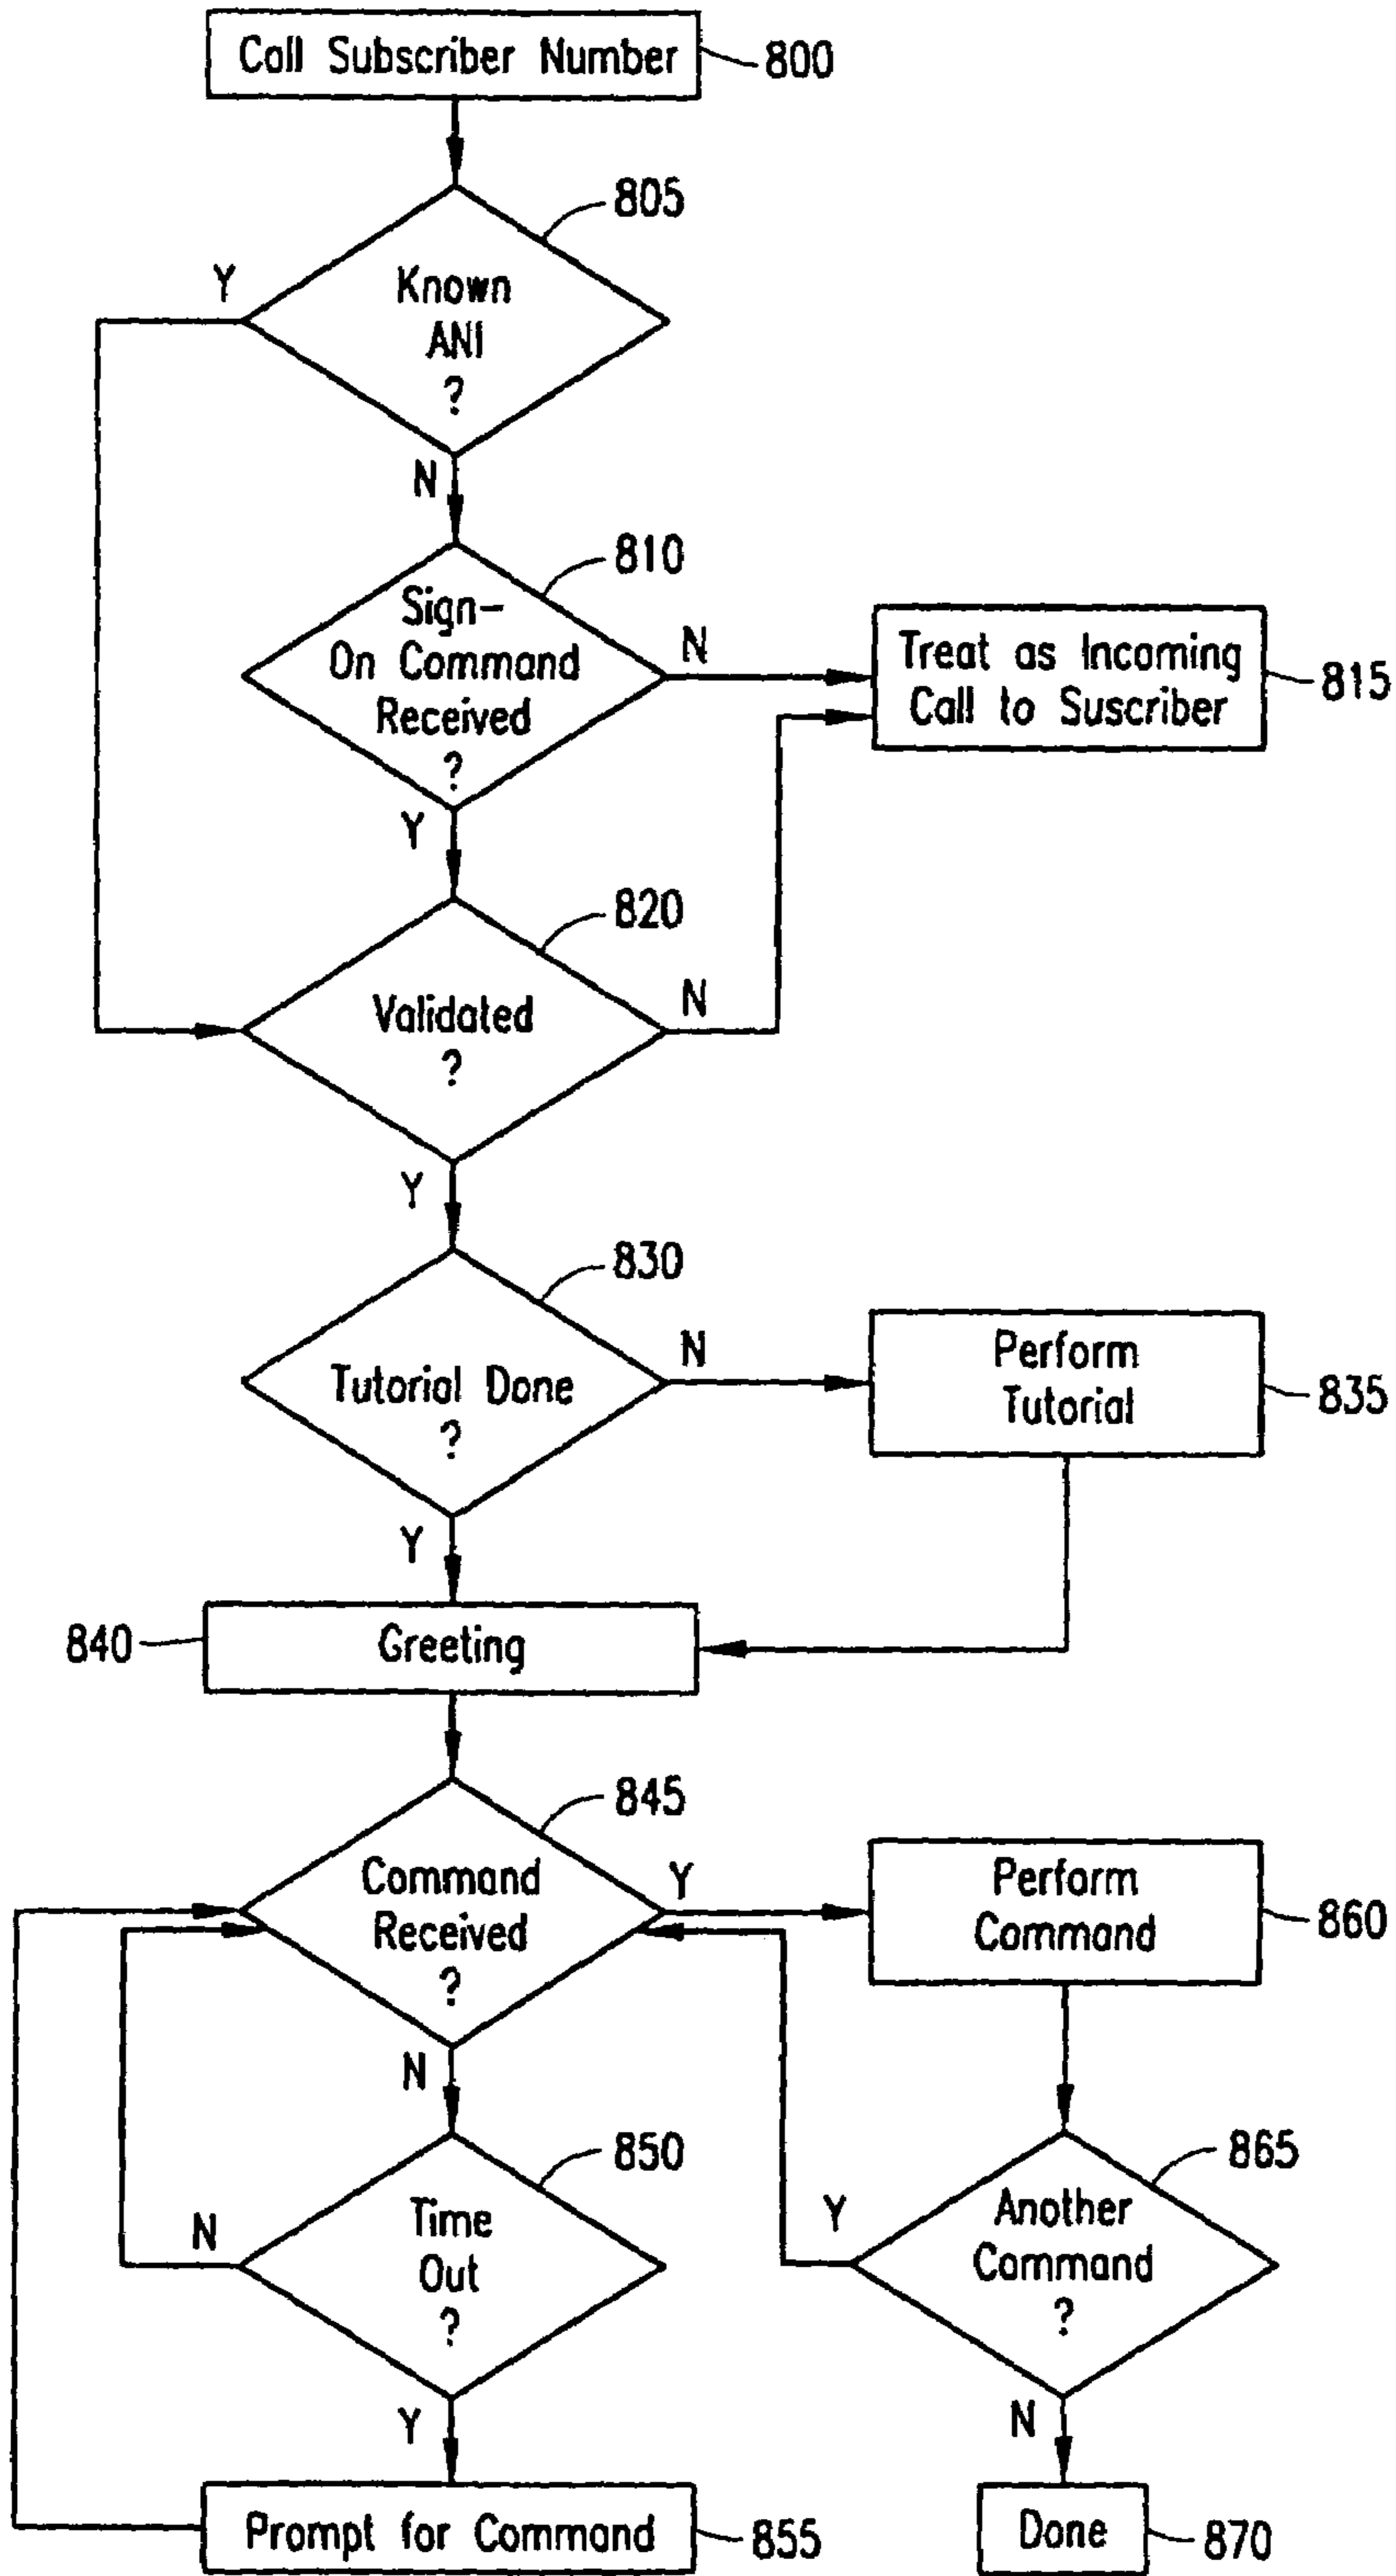 Call Subscriber Number
800
805
Y
Known
ANI
?
N
810
Sign-
On Command
Received
?
N
Treat as Incoming
Call to Suscriber
815
Y
820
Validated
?
N
Y
830
Tutorial Done
?
N
Perform
Tutorial
835
Y
840
Greeting
845
Command
Received
?
Y
Perform
Command
860
N
850
Time
Out
?
N
865
Y
Another
Command
?
Y
N
Prompt for Command
855
Done
870